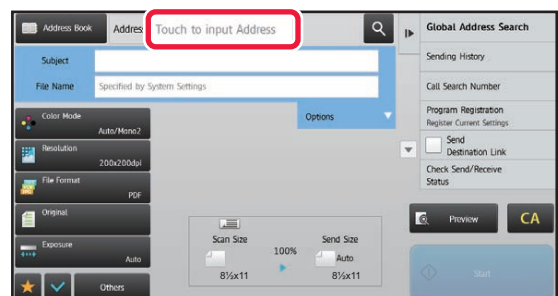 Address Book
Address
Touch to input Address
Global Address Search
Subject
Sending History
File Name
Specified by System Settings
Call Search Number
Color Mode
Auto/Mono2
Options
Program Registration
Register Current Settings
Resolution
200x200dpi
Send
Destination Link
File Format
PDF
Check Send/Receive
Status
Original
Preview
CA
Scan Size
100%
Send Size
Auto
Exposure
Auto
8½x11
8½x11
Start
Others